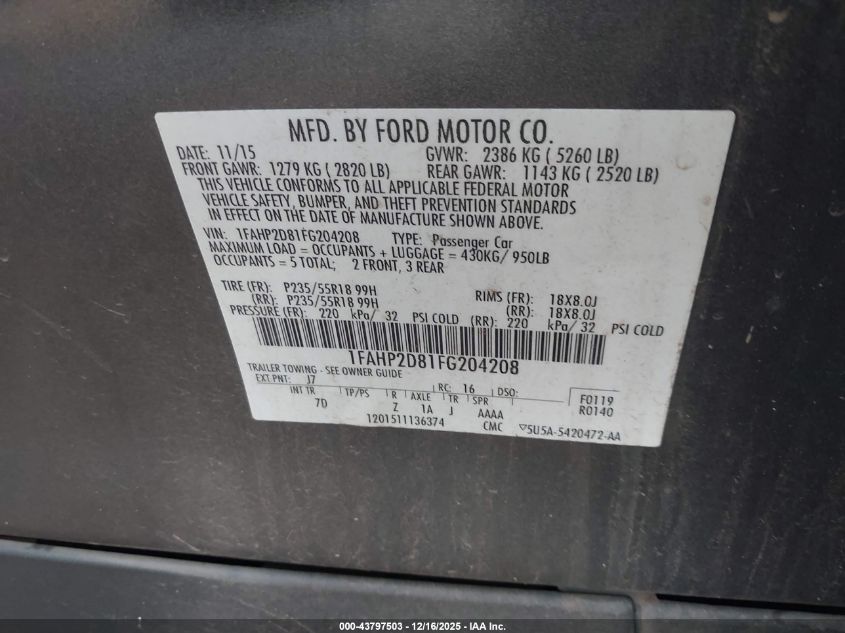 MFD. BY FORD MOTOR CO.
DATE: 11/15 GVWR: 2386 KG ( 5260 LB)
FRONT GAWR: 1279 KG ( 2820 LB) REAR GAWR: 1143 KG ( 2520 LB)
THIS VEHICLE CONFORMS TO ALL APPLICABLE FEDERAL MOTOR
VEHICLE SAFETY, BUMPER, AND THEFT PREVENTION STANDARDS
IN EFFECT ON THE DATE OF MANUFACTURE SHOWN ABOVE.
VIN: 1FAHP2D81FG204208 TYPE: Passenger Car
MAXIMUM LOAD = OCCUPANTS + LUGGAGE = 430KG/ 950LB
OCCUPANTS = 5 TOTAL; 2 FRONT, 3 REAR
TIRE (FR): P235/55R18 99H RIMS (FR): 18X8.0J
(RR): P235/55R18 99H (RR): 18X8.0J
PRESSURE (FR): 220 kPa/ 32 PSI COLD (RR): 220 kPa/ 32 PSI COLD
1FAHP2D81FG204208
TRAILER TOWING - SEE OWNER GUIDE
EXT PNT: J7 RC: 16 DSO: F0119
INT TR TP/PS R AXLE TR SPR R0140
7D Z 1A J AAAA
1201511136374 CMC ▽5U5A-5420472-AA
000-43797503 - 12/16/2025 - IAA Inc.